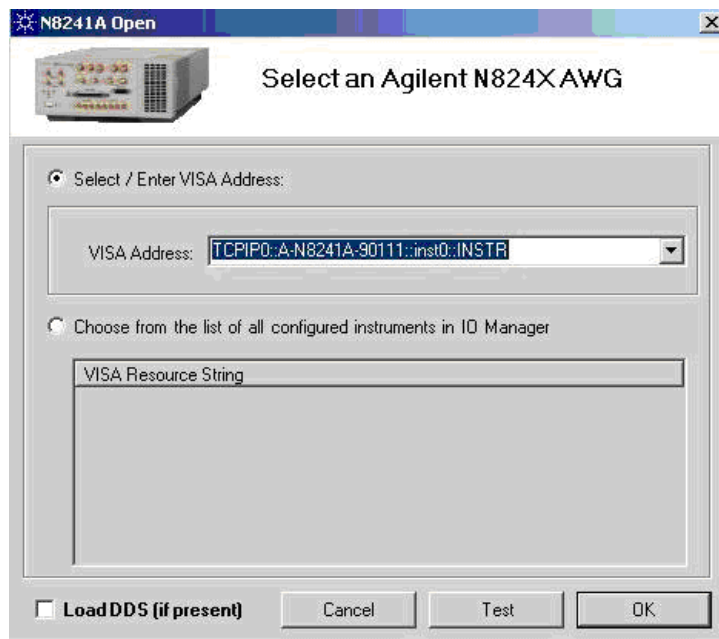 N8241A Open
Select an Agilent N824X AWG
Select / Enter VISA Address:
VISA Address: TCPIP0::A-N8241A-90111::inst0::INSTR
Choose from the list of all configured instruments in IO Manager
VISA Resource String
Load DDS (if present) Cancel Test OK